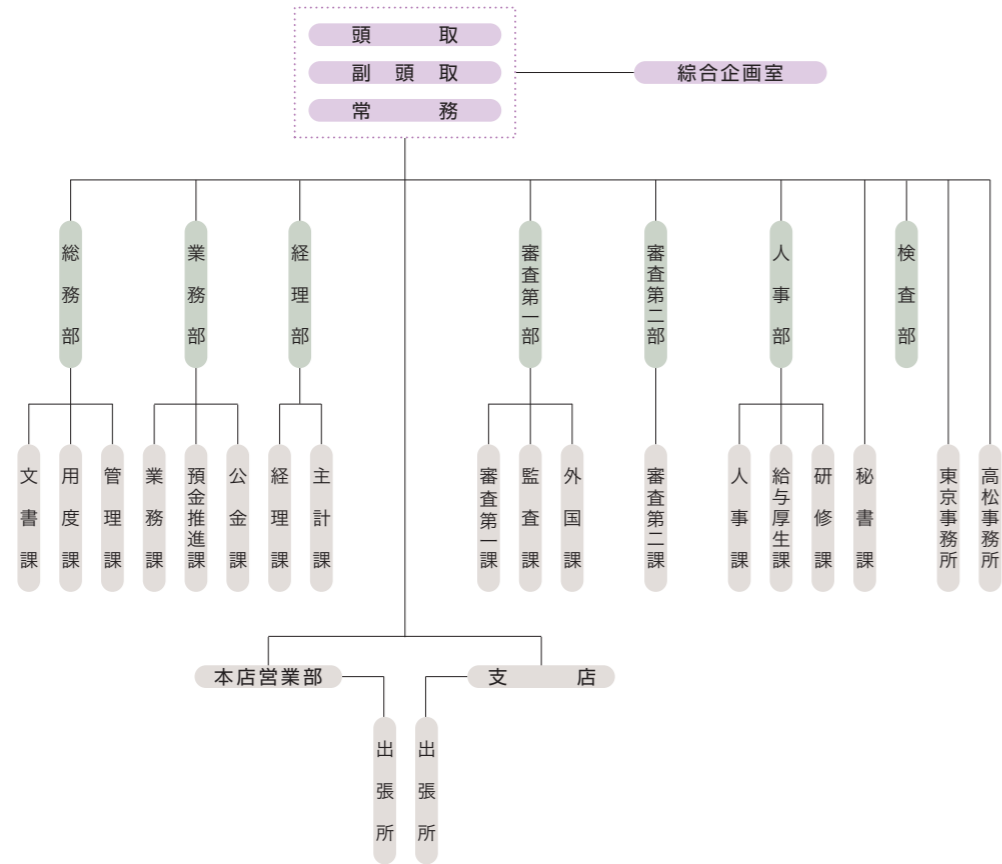 頭取
副頭取
常務
綜合企画室
総務部
業務部
経理部
審査第一部
審査第二部
人事部
検査部
文書課
用度課
管理課
業務課
預金推進課
公金課
経理課
主計課
審査第一課
監査課
外国課
審査第二課
人事課
給与厚生課
研修課
秘書課
東京事務所
高松事務所
本店営業部
支店
出張所
出張所